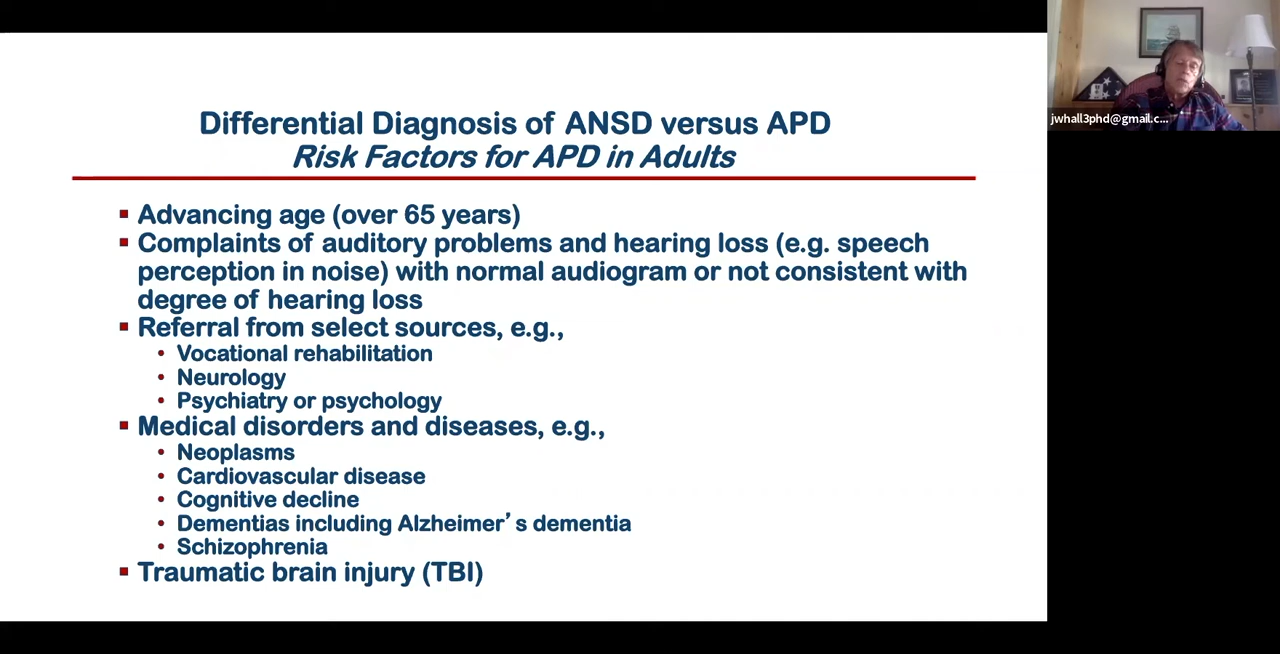 Differential Diagnosis of ANSD versus APD
Risk Factors for APD in Adults
▪ Advancing age (over 65 years)
▪ Complaints of auditory problems and hearing loss (e.g. speech
perception in noise) with normal audiogram or not consistent with
degree of hearing loss
▪ Referral from select sources, e.g.,
• Vocational rehabilitation
• Neurology
• Psychiatry or psychology
▪ Medical disorders and diseases, e.g.,
• Neoplasms
• Cardiovascular disease
• Cognitive decline
• Dementias including Alzheimer’s dementia
• Schizophrenia
▪ Traumatic brain injury (TBI)
jwhall3phd@gmail.c...